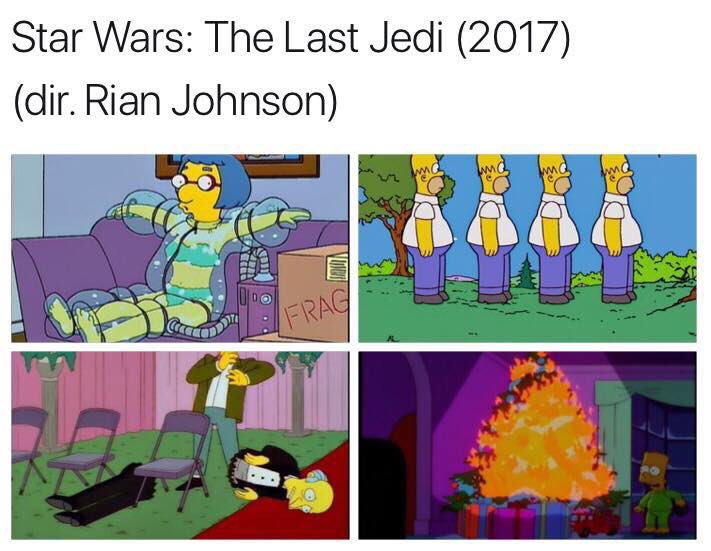 Star Wars: The Last Jedi (2017)
(dir. Rian Johnson)
FRAG